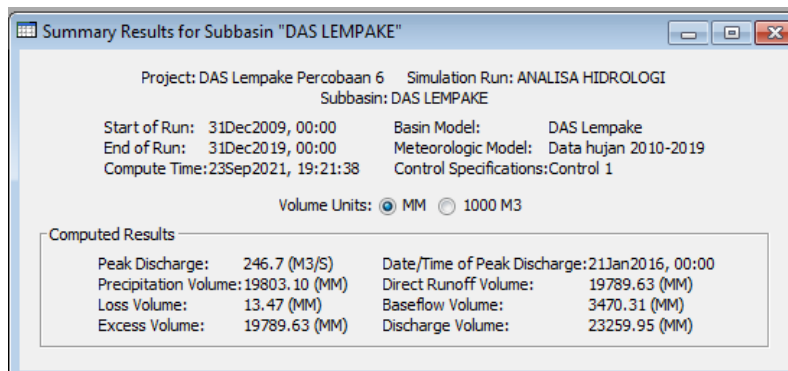 Summary Results for Subbasin "DAS LEMPAKE"
Project: DAS Lempake Percobaan 6 Simulation Run: ANALISA HIDROLOGI
Subbasin: DAS LEMPAKE
Start of Run: 31Dec2009, 00:00 Basin Model: DAS Lempake
End of Run: 31Dec2019, 00:00 Meteorologic Model: Data hujan 2010-2019
Compute Time:23Sep2021, 19:21:38 Control Specifications:Control 1
Volume Units: MM 1000 M3
Computed Results
Peak Discharge: 246.7 (M3/S) Date/Time of Peak Discharge:21Jan2016, 00:00
Precipitation Volume:19803.10 (MM) Direct Runoff Volume: 19789.63 (MM)
Loss Volume: 13.47 (MM) Baseflow Volume: 3470.31 (MM)
Excess Volume: 19789.63 (MM) Discharge Volume: 23259.95 (MM)